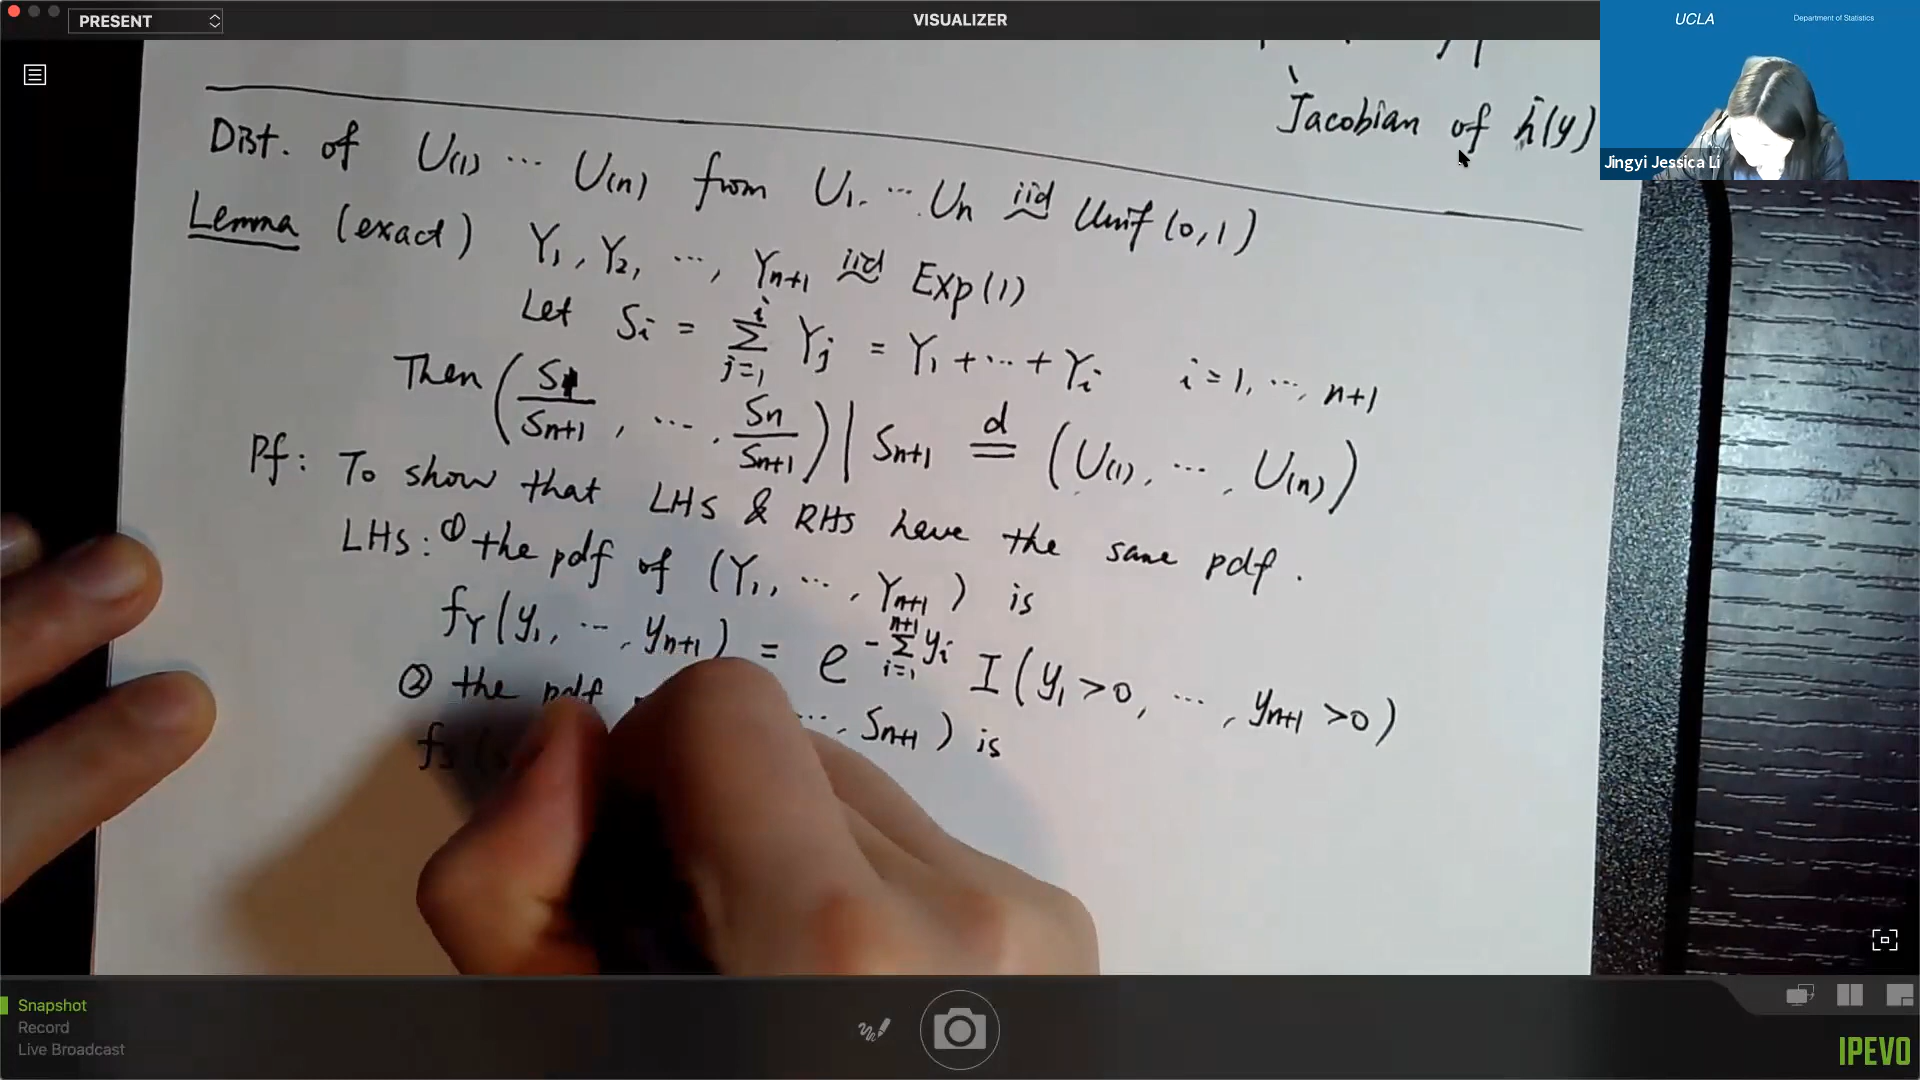 PRESENT
VISUALIZER
UCLA
Department of Statistics
Jingyi Jessica Li
Jacobian of h(y)
Dist. of U(1) ... U(n) from U1, ... Un iid ~ Unif (0,1)
Lemma (exact) Y1, Y2, ..., Yn+1 iid ~ Exp(1)
Let Si = Σ_{j=1}^{i} Yj = Y1 + ... + Yi i = 1, ..., n+1
Then (S1/Sn+1, ..., Sn/Sn+1) | Sn+1 =d (U(1), ..., U(n))
Pf: To show that LHS & RHS have the same pdf.
LHS: ① the pdf of (Y1, ..., Yn+1) is
fY(y1, ..., yn+1) = e^{-Σ_{i=1}^{n+1} yi} I(y1 >0, ..., yn+1 >0)
② the pdf ..., Sn+1) is
fS(
Snapshot
Record
Live Broadcast
IPEVO